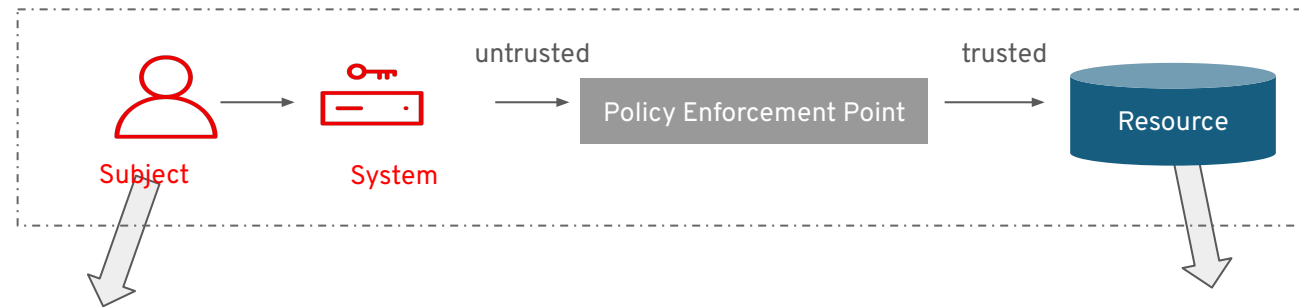 untrusted
trusted
Policy Enforcement Point
Resource
Subject
System